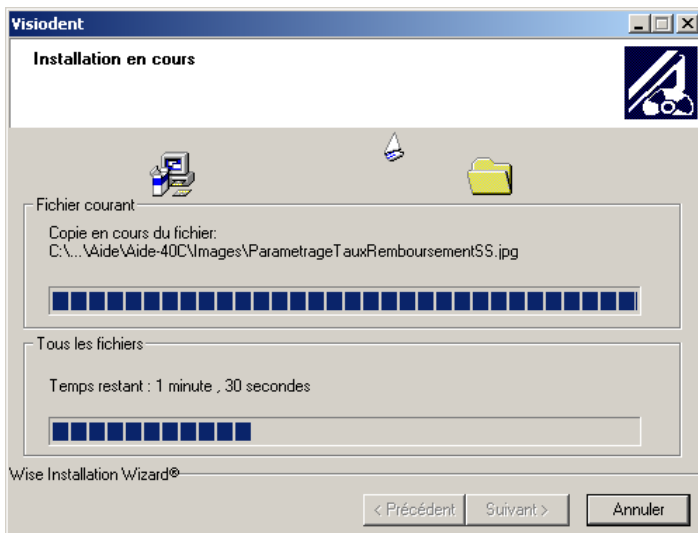 Visiodent
Installation en cours
Fichier courant
Copie en cours du fichier:
C:\...\Aide\Aide-40C\Images\ParametrageTauxRemboursementSS.jpg
Tous les fichiers
Temps restant : 1 minute , 30 secondes
Wise Installation Wizard®
< Précédent
Suivant >
Annuler